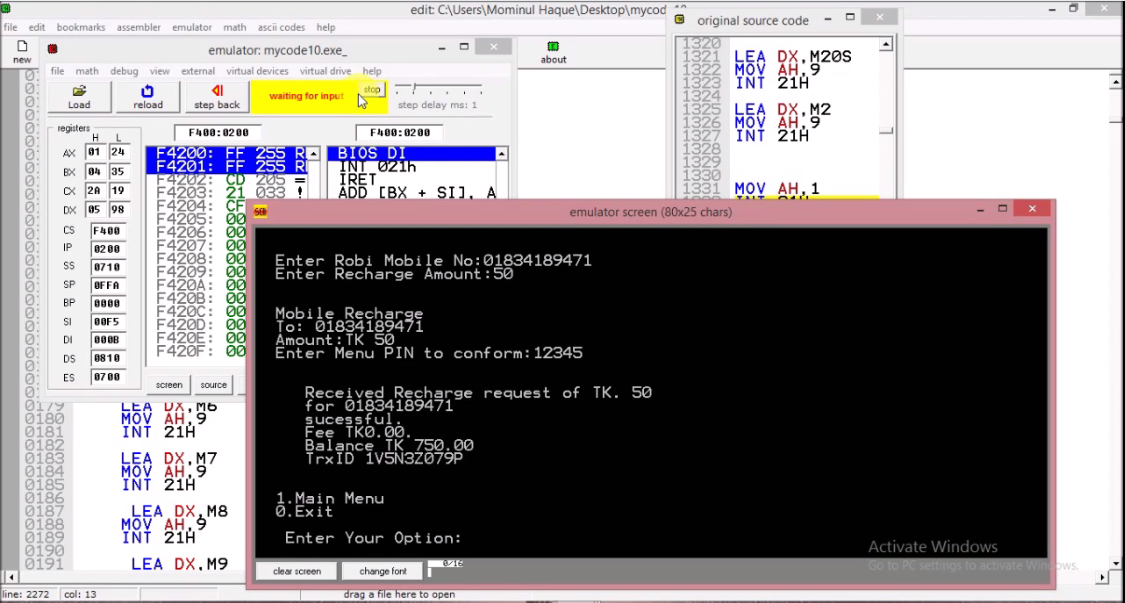 edit: C:\Users\Mominul Haque\Desktop\mycode10.exe_
file edit bookmarks assembler emulator math ascii codes help
new
about
emulator: mycode10.exe_
file math debug view external virtual devices virtual drive help
Load
reload
step back
waiting for input
stop
step delay ms: 1
registers
F400:0200
F400:0200
H L
AX 01 24
BX 04 35
CX 2A 19
DX 05 98
CS F400
IP 0200
SS 0710
SP 0FFA
BP 0000
SI 00F5
DI 000B
DS 0810
ES 0700
F4200: FF 255 R
F4201: FF 255 R
F4202: CD 205 =
F4203: 21 033 !
F4204: CF
F4205: 00
F4206: 00
F4207: 00
F4208: 00
F4209: 00
F420A: 00
F420B: 00
F420C: 00
F420D: 00
F420E: 00
F420F: 00
BIOS DI
INT 021h
IRET
ADD [BX + SI], A
screen
source
original source code
1320
1321 LEA DX,M20S
1322 MOV AH,9
1323 INT 21H
1324
1325 LEA DX,M2
1326 MOV AH,9
1327 INT 21H
1328
1329
1330
1331 MOV AH,1
emulator screen (80x25 chars)
Enter Robi Mobile No:01834189471
Enter Recharge Amount:50
Mobile Recharge
To: 01834189471
Amount:TK 50
Enter Menu PIN to conform:12345
Received Recharge request of TK. 50
for 01834189471
sucessful.
Fee TK0.00.
Balance TK 750.00
TrxID 1V5N3Z079P
1.Main Menu
0.Exit
Enter Your Option:
clear screen
change font
0/16
0179 LEA DX,M6
0180 MOV AH,9
0181 INT 21H
0182
0183 LEA DX,M7
0184 MOV AH,9
0185 INT 21H
0186
0187 LEA DX,M8
0188 MOV AH,9
0189 INT 21H
0190
0191 LEA DX,M9
Activate Windows
Go to PC settings to activate Windows.
line: 2272
col: 13
drag a file here to open